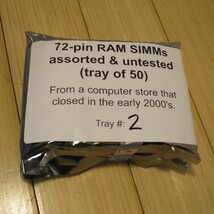 72-pin RAM SIMMs
assorted & untested
(tray of 50)
From a computer store that
closed in the early 2000's.
Tray #: 2